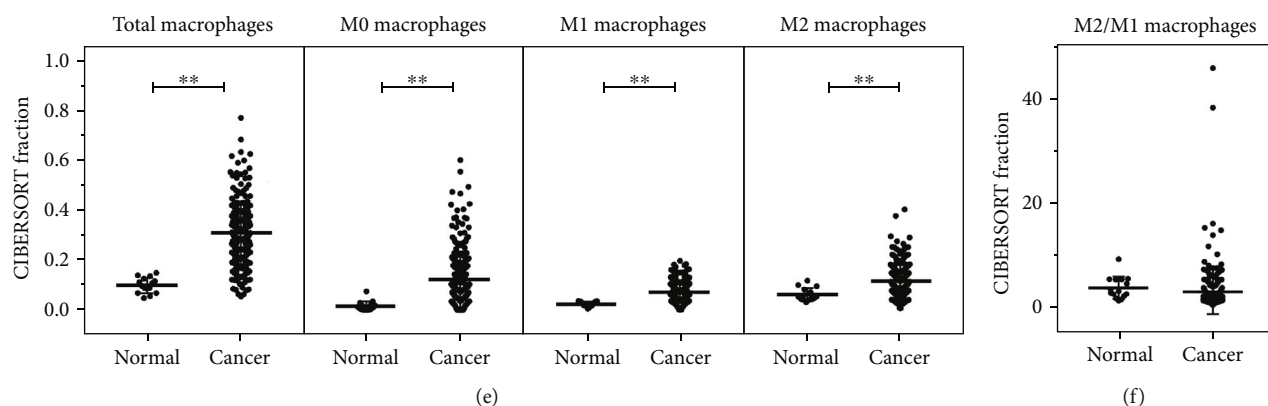 Total macrophages
M0 macrophages
M1 macrophages
M2 macrophages
M2/M1 macrophages
CIBERSORT fraction
1.0
0.8
0.6
0.4
0.2
0.0
**
**
**
**
Normal
Cancer
Normal
Cancer
Normal
Cancer
Normal
Cancer
(e)
CIBERSORT fraction
40
20
0
Normal
Cancer
(f)